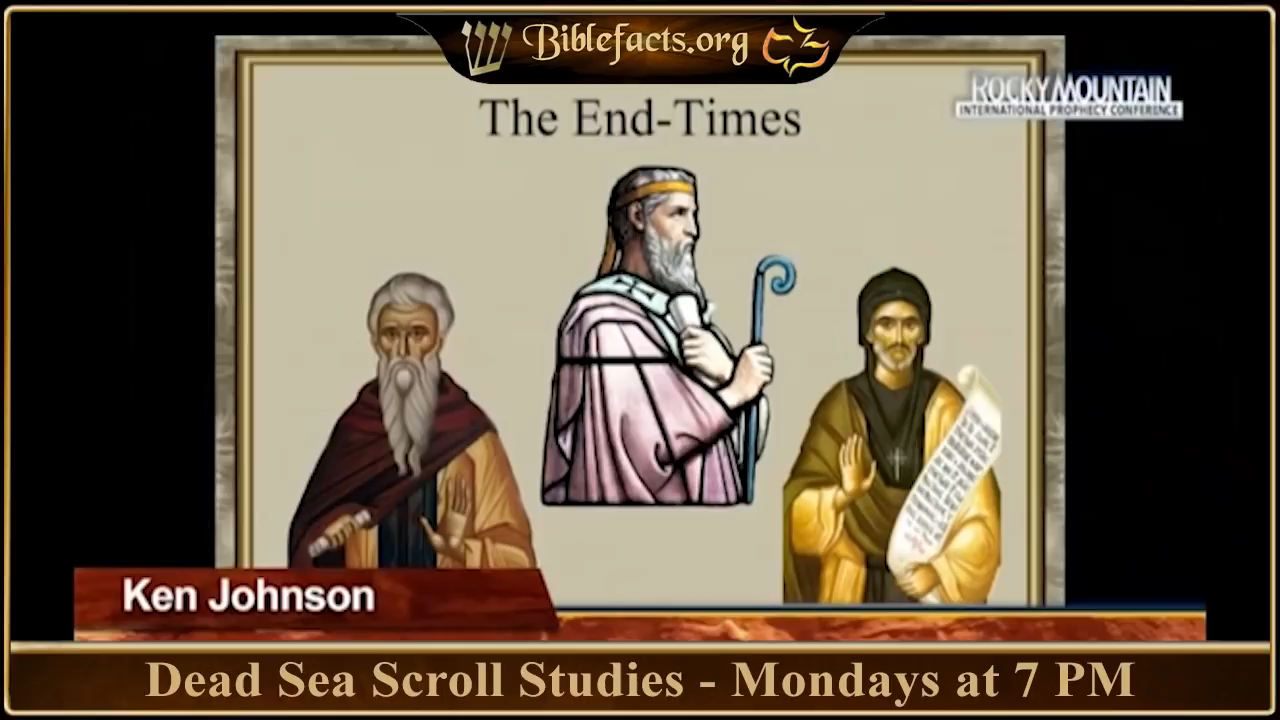 Biblefacts.org
ROCKY MOUNTAIN
INTERNATIONAL PROPHECY CONFERENCE
The End-Times
Ken Johnson
Dead Sea Scroll Studies - Mondays at 7 PM